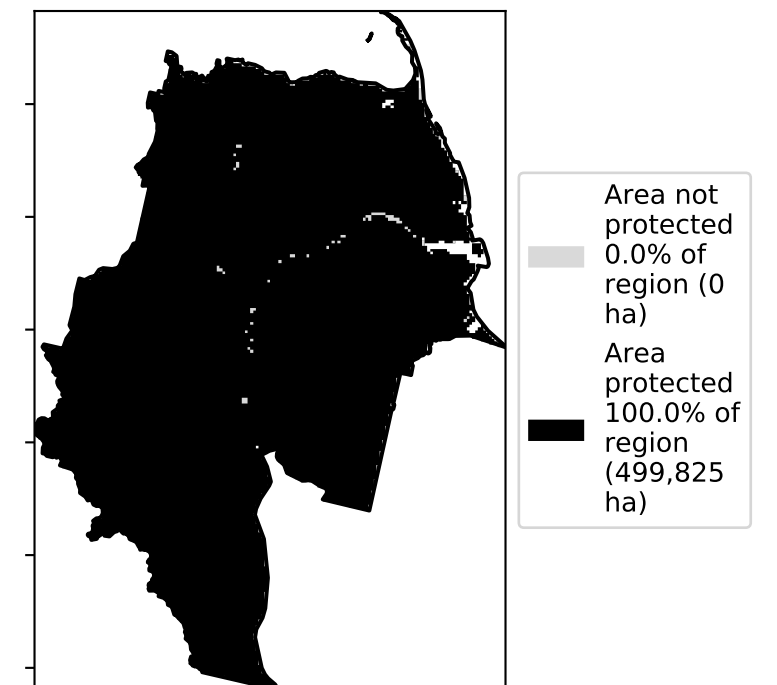 Area not
protected
0.0% of
region (0
ha)
Area
protected
100.0% of
region
(499,825
ha)